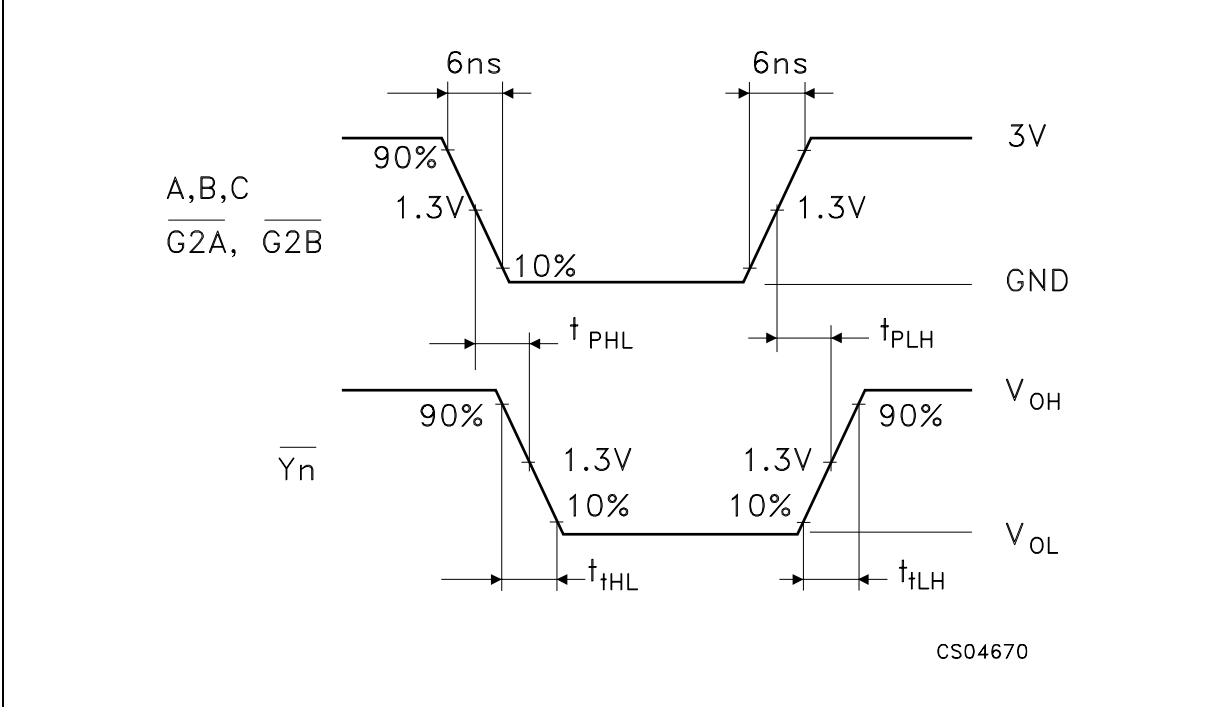 6ns 6ns
3V
90%
A,B,C
1.3V 1.3V
G2A, G2B
10%
GND
t PHL tPLH
VOH
90% 90%
1.3V 1.3V
Yn
10% 10%
VOL
ttHL ttLH
CS04670